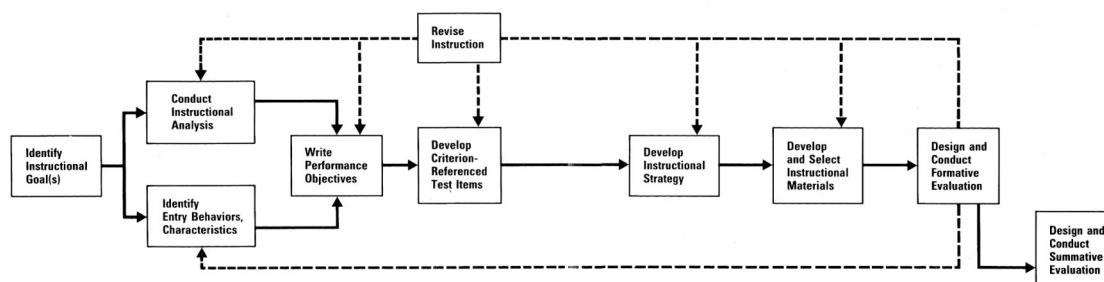 Revise
Instruction
Conduct
Instructional
Analysis
Identify
Instructional
Goal(s)
Write
Performance
Objectives
Develop
Criterion-
Referenced
Test Items
Develop
Instructional
Strategy
Develop
and Select
Instructional
Materials
Design and
Conduct
Formative
Evaluation
Identify
Entry Behaviors,
Characteristics
Design and
Conduct
Summative
Evaluation